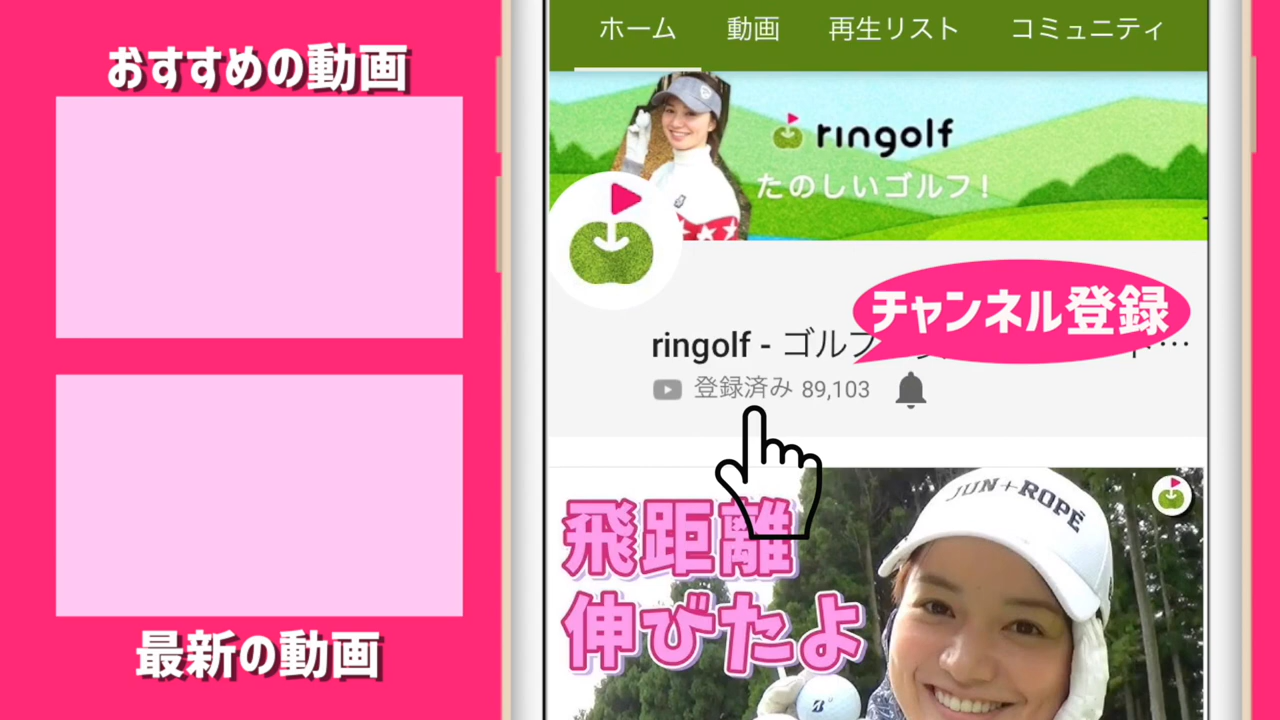 おすすめの動画
最新の動画
ホーム 動画 再生リスト コミュニティ
ringolf
たのしいゴルフ!
チャンネル登録
ringolf - ゴルフ
登録済み 89,103
JUN+ROPÉ
飛距離
伸びたよ
B